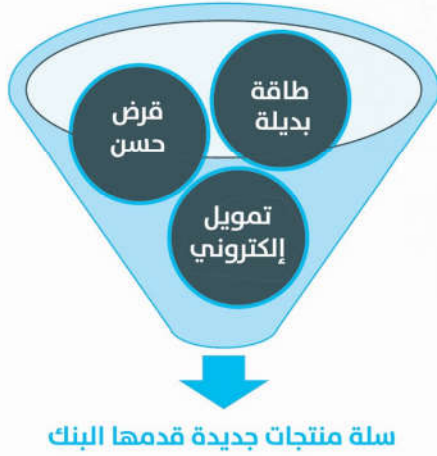 طاقة
بديلة
قرض
حسن
تمويل
إلكتروني
سلة منتجات جديدة قدمها البنك